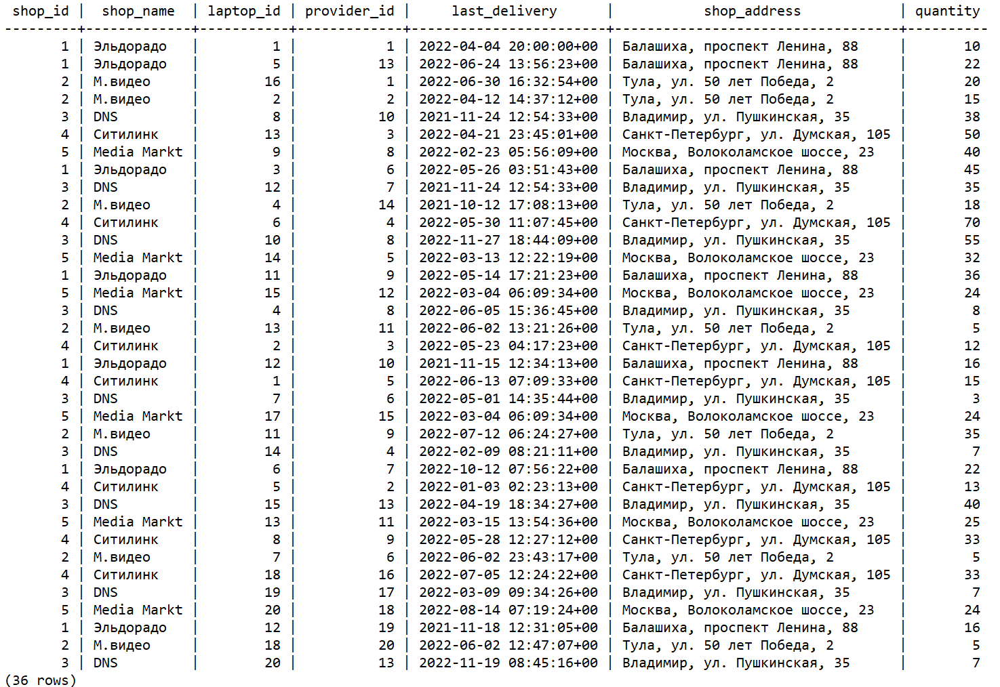 shop_id | shop_name | laptop_id | provider_id | last_delivery | shop_address | quantity
---------+-------------+-----------+-------------+------------------------+------------------------------------+----------
1 | Эльдорадо | 1 | 1 | 2022-04-04 20:00:00+00 | Балашиха, проспект Ленина, 88 | 10
1 | Эльдорадо | 5 | 13 | 2022-06-24 13:56:23+00 | Балашиха, проспект Ленина, 88 | 22
2 | М.видео | 16 | 1 | 2022-06-30 16:32:54+00 | Тула, ул. 50 лет Победа, 2 | 20
2 | М.видео | 2 | 2 | 2022-04-12 14:37:12+00 | Тула, ул. 50 лет Победа, 2 | 15
3 | DNS | 8 | 10 | 2021-11-24 12:54:33+00 | Владимир, ул. Пушкинская, 35 | 38
4 | Ситилинк | 13 | 3 | 2022-04-21 23:45:01+00 | Санкт-Петербург, ул. Думская, 105 | 50
5 | Media Markt | 9 | 8 | 2022-02-23 05:56:09+00 | Москва, Волоколамское шоссе, 23 | 40
1 | Эльдорадо | 3 | 6 | 2022-05-26 03:51:43+00 | Балашиха, проспект Ленина, 88 | 45
3 | DNS | 12 | 7 | 2021-11-24 12:54:33+00 | Владимир, ул. Пушкинская, 35 | 35
2 | М.видео | 4 | 14 | 2021-10-12 17:08:13+00 | Тула, ул. 50 лет Победа, 2 | 18
4 | Ситилинк | 6 | 4 | 2022-05-30 11:07:45+00 | Санкт-Петербург, ул. Думская, 105 | 70
3 | DNS | 10 | 8 | 2022-11-27 18:44:09+00 | Владимир, ул. Пушкинская, 35 | 55
5 | Media Markt | 14 | 5 | 2022-03-13 12:22:19+00 | Москва, Волоколамское шоссе, 23 | 32
1 | Эльдорадо | 11 | 9 | 2022-05-14 17:21:23+00 | Балашиха, проспект Ленина, 88 | 36
5 | Media Markt | 15 | 12 | 2022-03-04 06:09:34+00 | Москва, Волоколамское шоссе, 23 | 24
3 | DNS | 4 | 8 | 2022-06-05 15:36:45+00 | Владимир, ул. Пушкинская, 35 | 8
2 | М.видео | 13 | 11 | 2022-06-02 13:21:26+00 | Тула, ул. 50 лет Победа, 2 | 5
4 | Ситилинк | 2 | 3 | 2022-05-23 04:17:23+00 | Санкт-Петербург, ул. Думская, 105 | 12
1 | Эльдорадо | 12 | 10 | 2021-11-15 12:34:13+00 | Балашиха, проспект Ленина, 88 | 16
4 | Ситилинк | 1 | 5 | 2022-06-13 07:09:33+00 | Санкт-Петербург, ул. Думская, 105 | 15
3 | DNS | 7 | 6 | 2022-05-01 14:35:44+00 | Владимир, ул. Пушкинская, 35 | 3
5 | Media Markt | 17 | 15 | 2022-03-04 06:09:34+00 | Москва, Волоколамское шоссе, 23 | 24
2 | М.видео | 11 | 9 | 2022-07-12 06:24:27+00 | Тула, ул. 50 лет Победа, 2 | 35
3 | DNS | 14 | 4 | 2022-02-09 08:21:11+00 | Владимир, ул. Пушкинская, 35 | 7
1 | Эльдорадо | 6 | 7 | 2022-10-12 07:56:22+00 | Балашиха, проспект Ленина, 88 | 22
4 | Ситилинк | 5 | 2 | 2022-01-03 02:23:13+00 | Санкт-Петербург, ул. Думская, 105 | 13
3 | DNS | 15 | 13 | 2022-04-19 18:34:27+00 | Владимир, ул. Пушкинская, 35 | 40
5 | Media Markt | 13 | 11 | 2022-03-15 13:54:36+00 | Москва, Волоколамское шоссе, 23 | 25
4 | Ситилинк | 8 | 9 | 2022-05-28 12:27:12+00 | Санкт-Петербург, ул. Думская, 105 | 33
2 | М.видео | 7 | 6 | 2022-06-02 23:43:17+00 | Тула, ул. 50 лет Победа, 2 | 5
4 | Ситилинк | 18 | 16 | 2022-07-05 12:24:22+00 | Санкт-Петербург, ул. Думская, 105 | 33
3 | DNS | 19 | 17 | 2022-03-09 09:34:26+00 | Владимир, ул. Пушкинская, 35 | 7
5 | Media Markt | 20 | 18 | 2022-08-14 07:19:24+00 | Москва, Волоколамское шоссе, 23 | 24
1 | Эльдорадо | 12 | 19 | 2021-11-18 12:31:05+00 | Балашиха, проспект Ленина, 88 | 16
2 | М.видео | 18 | 20 | 2022-06-02 12:47:07+00 | Тула, ул. 50 лет Победа, 2 | 5
3 | DNS | 20 | 13 | 2022-11-19 08:45:16+00 | Владимир, ул. Пушкинская, 35 | 7
(36 rows)